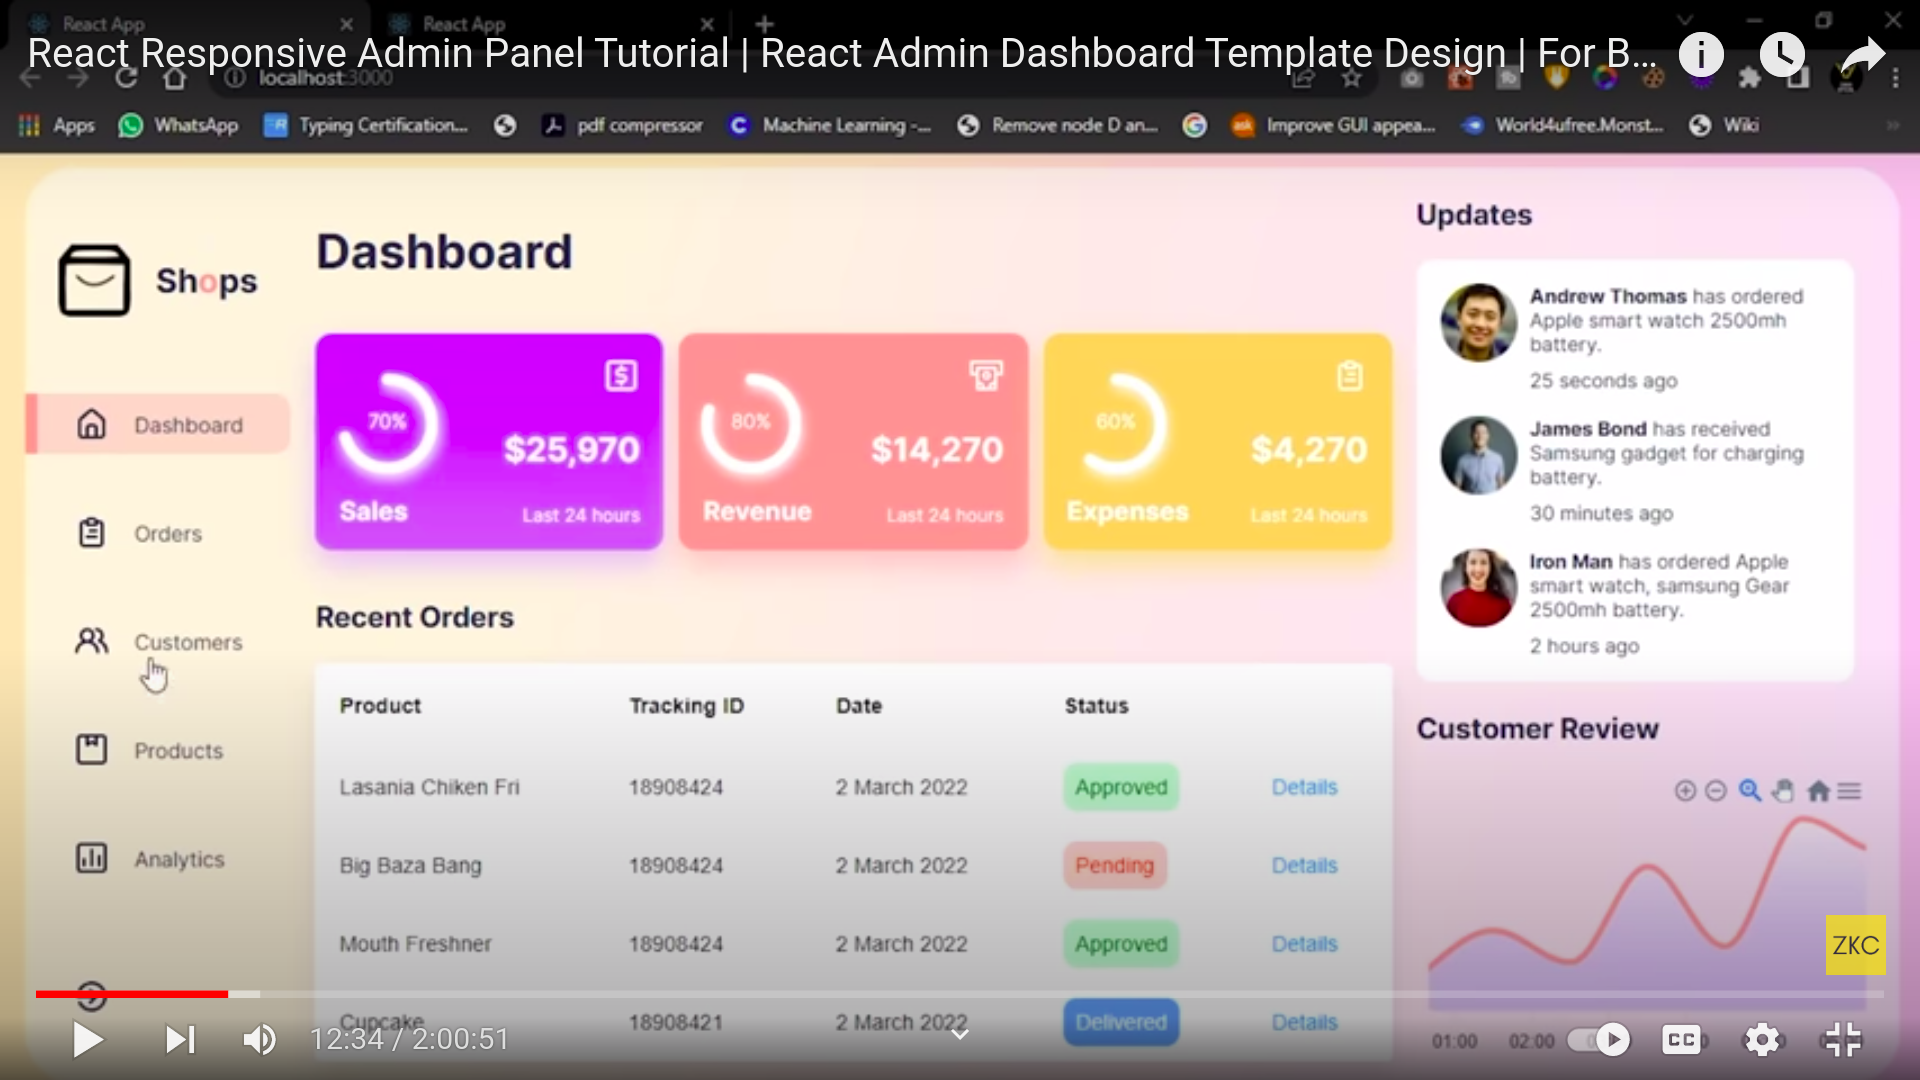 React App
React App
React Responsive Admin Panel Tutorial | React Admin Dashboard Template Design | For B...
localhost:3000
Apps
WhatsApp
Typing Certification...
pdf compressor
Machine Learning -...
Remove node D an...
Improve GUI appea...
World4ufree.Monst...
Wiki
Shops
Dashboard
Orders
Customers
Products
Analytics
Dashboard
70%
$25,970
Sales
Last 24 hours
80%
$14,270
Revenue
Last 24 hours
60%
$4,270
Expenses
Last 24 hours
Recent Orders
Product Tracking ID Date Status
Lasania Chiken Fri 18908424 2 March 2022 Approved Details
Big Baza Bang 18908424 2 March 2022 Pending Details
Mouth Freshner 18908424 2 March 2022 Approved Details
Cupcake 18908421 2 March 2022 Delivered Details
Updates
Andrew Thomas has ordered
Apple smart watch 2500mh
battery.
25 seconds ago
James Bond has received
Samsung gadget for charging
battery.
30 minutes ago
Iron Man has ordered Apple
smart watch, samsung Gear
2500mh battery.
2 hours ago
Customer Review
ZKC
01:00 02:00
12:34 / 2:00:51
CC